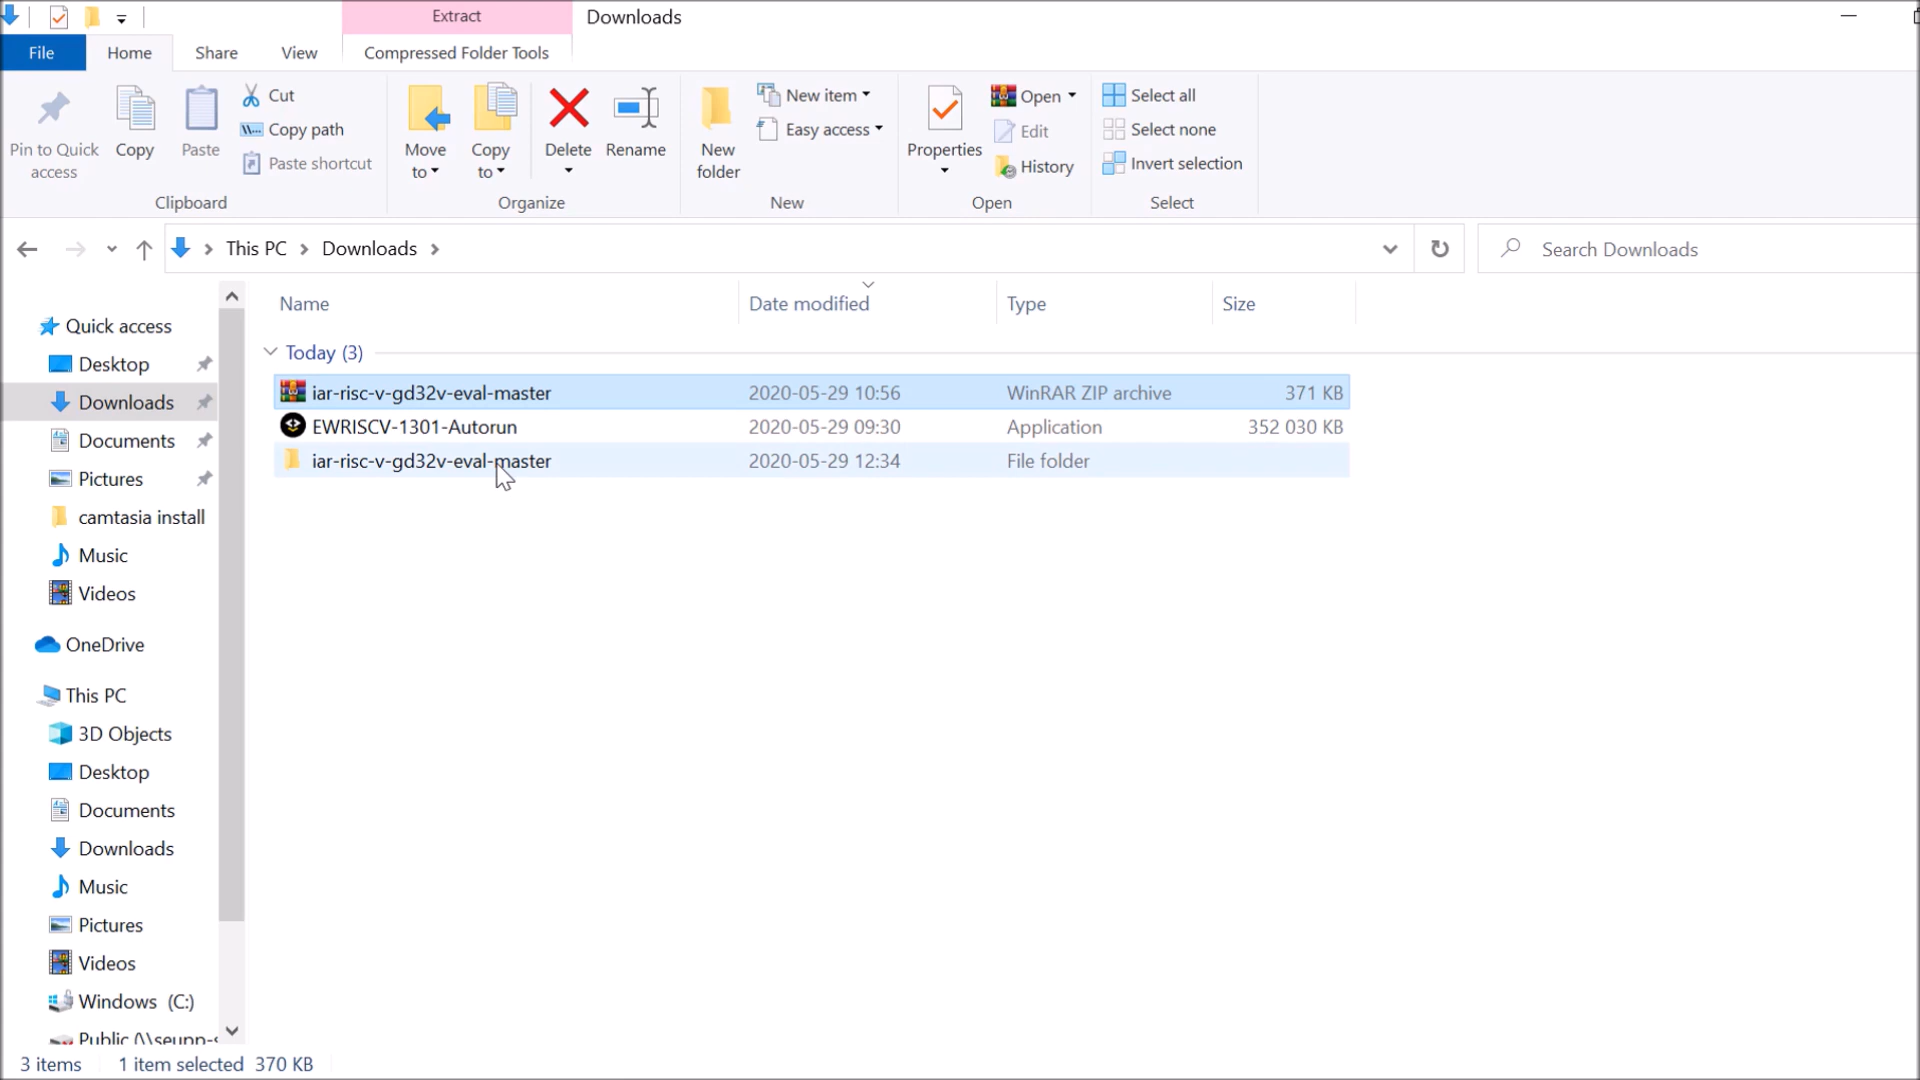 Extract
Downloads
File
Home
Share
View
Compressed Folder Tools
Pin to Quick access
Copy
Paste
Cut
Copy path
Paste shortcut
Clipboard
Move to
Copy to
Delete
Rename
Organize
New folder
New item
Easy access
New
Properties
Open
Edit
History
Open
Select all
Select none
Invert selection
Select
This PC
Downloads
Search Downloads
Name
Date modified
Type
Size
Today (3)
iar-risc-v-gd32v-eval-master 2020-05-29 10:56 WinRAR ZIP archive 371 KB
EWRISCV-1301-Autorun 2020-05-29 09:30 Application 352 030 KB
iar-risc-v-gd32v-eval-master 2020-05-29 12:34 File folder
Quick access
Desktop
Downloads
Documents
Pictures
camtasia install
Music
Videos
OneDrive
This PC
3D Objects
Desktop
Documents
Downloads
Music
Pictures
Videos
Windows (C:)
Public (\\seupp-s
3 items
1 item selected 370 KB